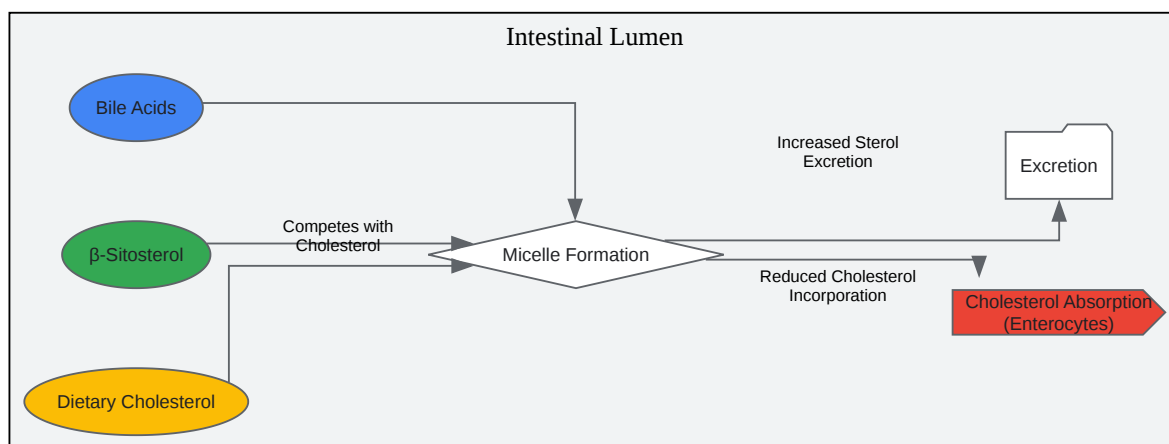 Intestinal Lumen
Bile Acids
Increased Sterol
Excretion
Excretion
Competes with
Cholesterol
β-Sitosterol
Micelle Formation
Reduced Cholesterol
Incorporation
Cholesterol Absorption
(Enterocytes)
Dietary Cholesterol